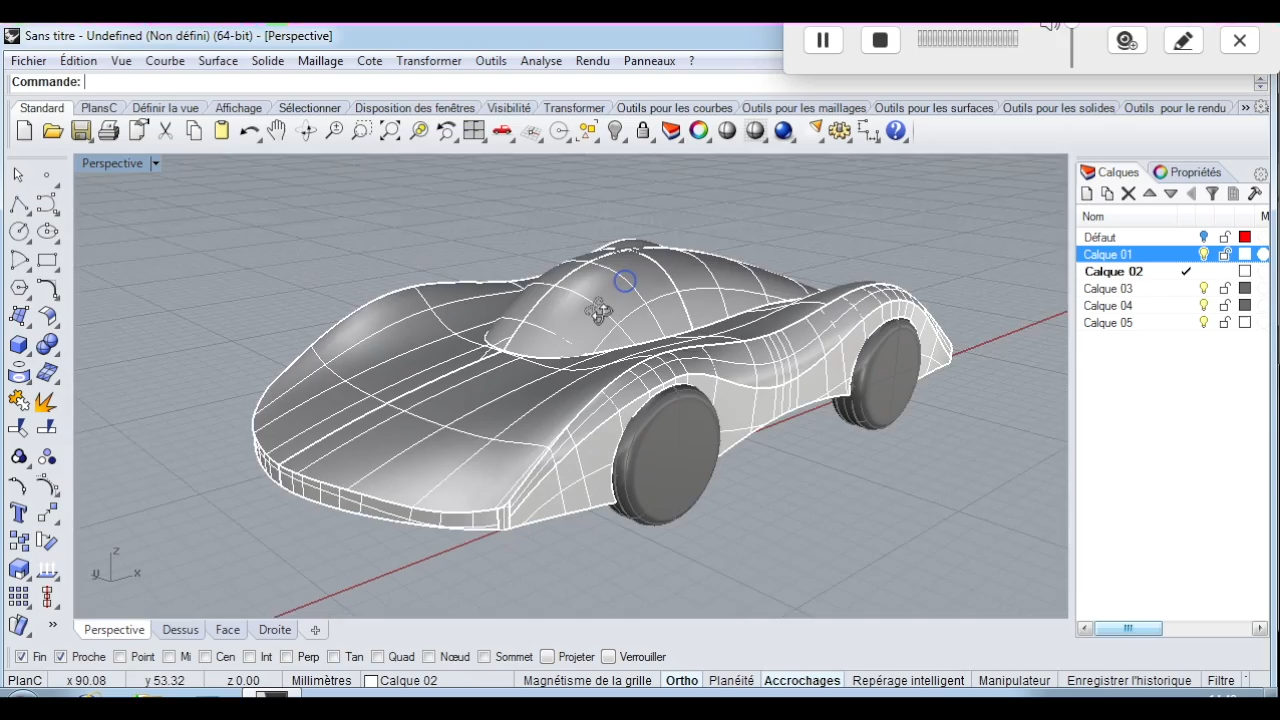 Sans titre - Undefined (Non défini) (64-bit) - [Perspective]
Fichier Édition Vue Courbe Surface Solide Maillage Cote Transformer Outils Analyse Rendu Panneaux ?
Commande:
Standard PlansC Définir la vue Affichage Sélectionner Disposition des fenêtres Visibilité Transformer Outils pour les courbes Outils pour les maillages Outils pour les surfaces Outils pour les solides Outils pour le rendu »
Perspective
Calques Propriétés
Nom M
Défaut
Calque 01
Calque 02
Calque 03
Calque 04
Calque 05
z
y x
»
Perspective Dessus Face Droite
Fin Proche Point Mi Cen Int Perp Tan Quad Nœud Sommet Projeter Verrouiller
PlanC x 90.08 y 53.32 z 0.00 Millimètres Calque 02 Magnétisme de la grille Ortho Planéité Accrochages Repérage intelligent Manipulateur Enregistrer l'historique Filtre